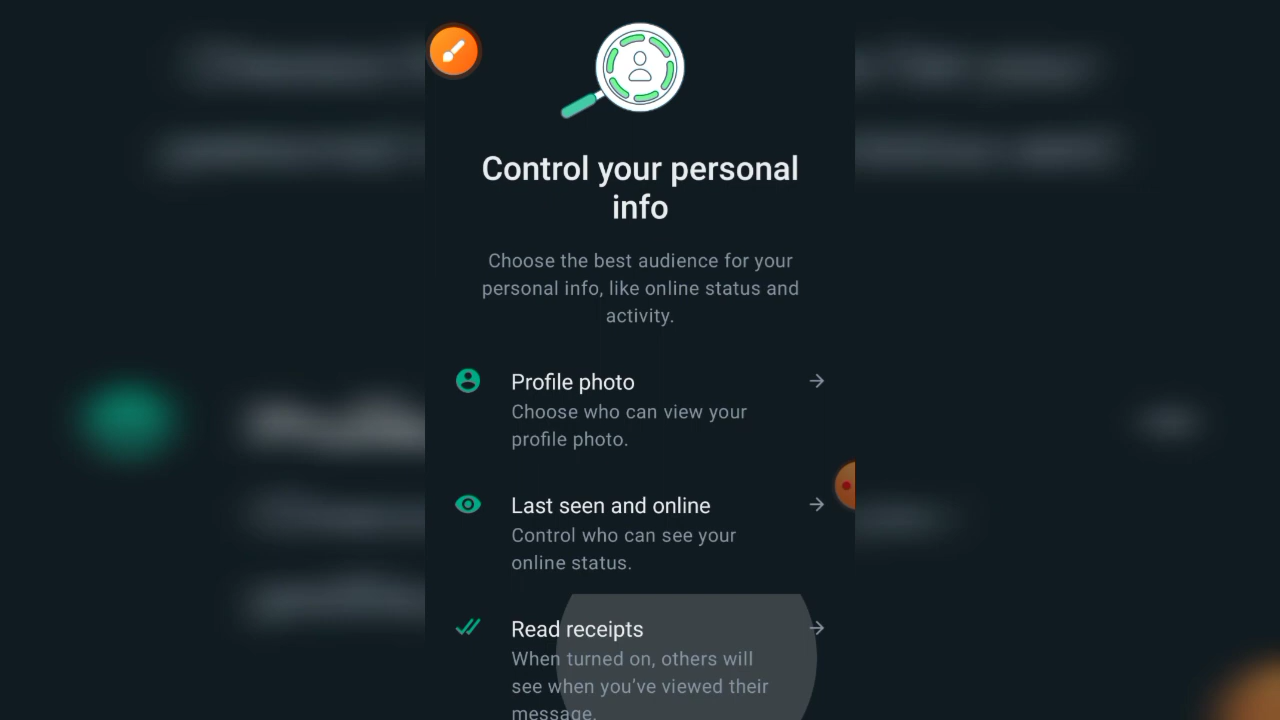 Control your personal
info
Choose the best audience for your
personal info, like online status and
activity.
Profile photo
Choose who can view your
profile photo.
Last seen and online
Control who can see your
online status.
Read receipts
When turned on, others will
see when you’ve viewed their
message.